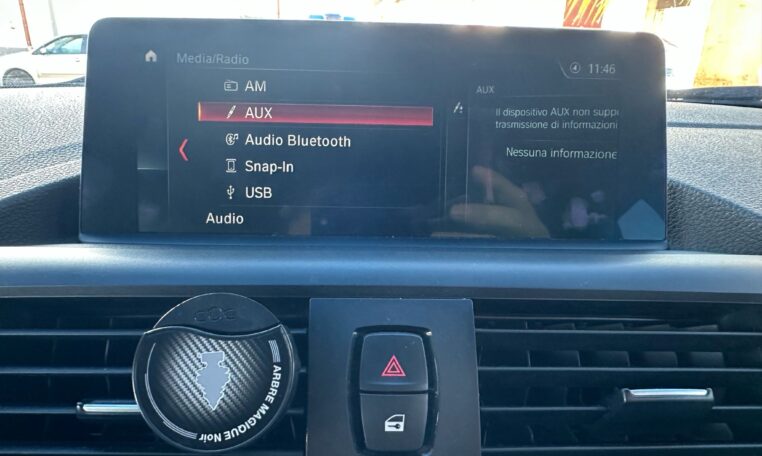 Media/Radio
11:46
AM
AUX
Audio Bluetooth
Snap-In
USB
Audio
AUX
Il dispositivo AUX non supp
trasmissione di informazioni
Nessuna informazione
ARBRE MAGIQUE Noir